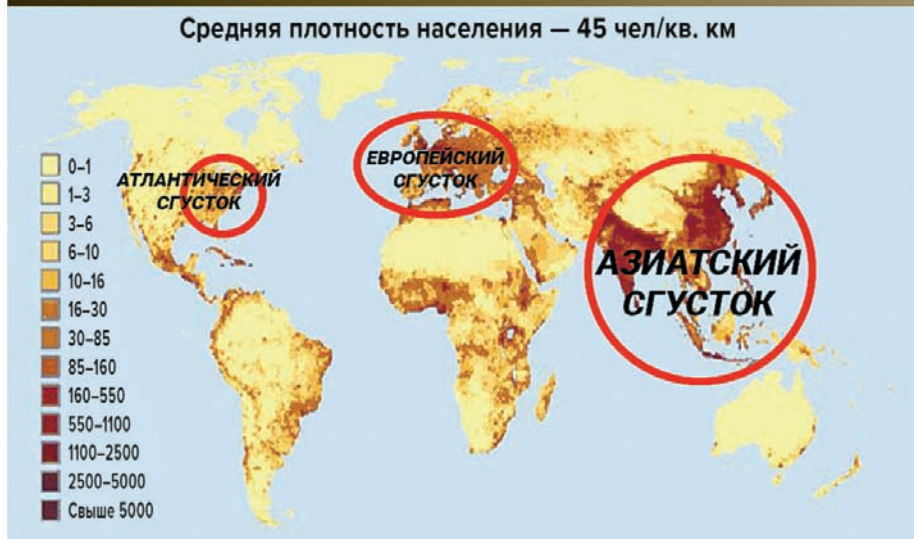 Средняя плотность населения — 45 чел/кв. км
АТЛАНТИЧЕСКИЙ
СГУСТОК
ЕВРОПЕЙСКИЙ
СГУСТОК
АЗИАТСКИЙ
СГУСТОК
0–1
1–3
3–6
6–10
10–16
16–30
30–85
85–160
160–550
550–1100
1100–2500
2500–5000
Свыше 5000